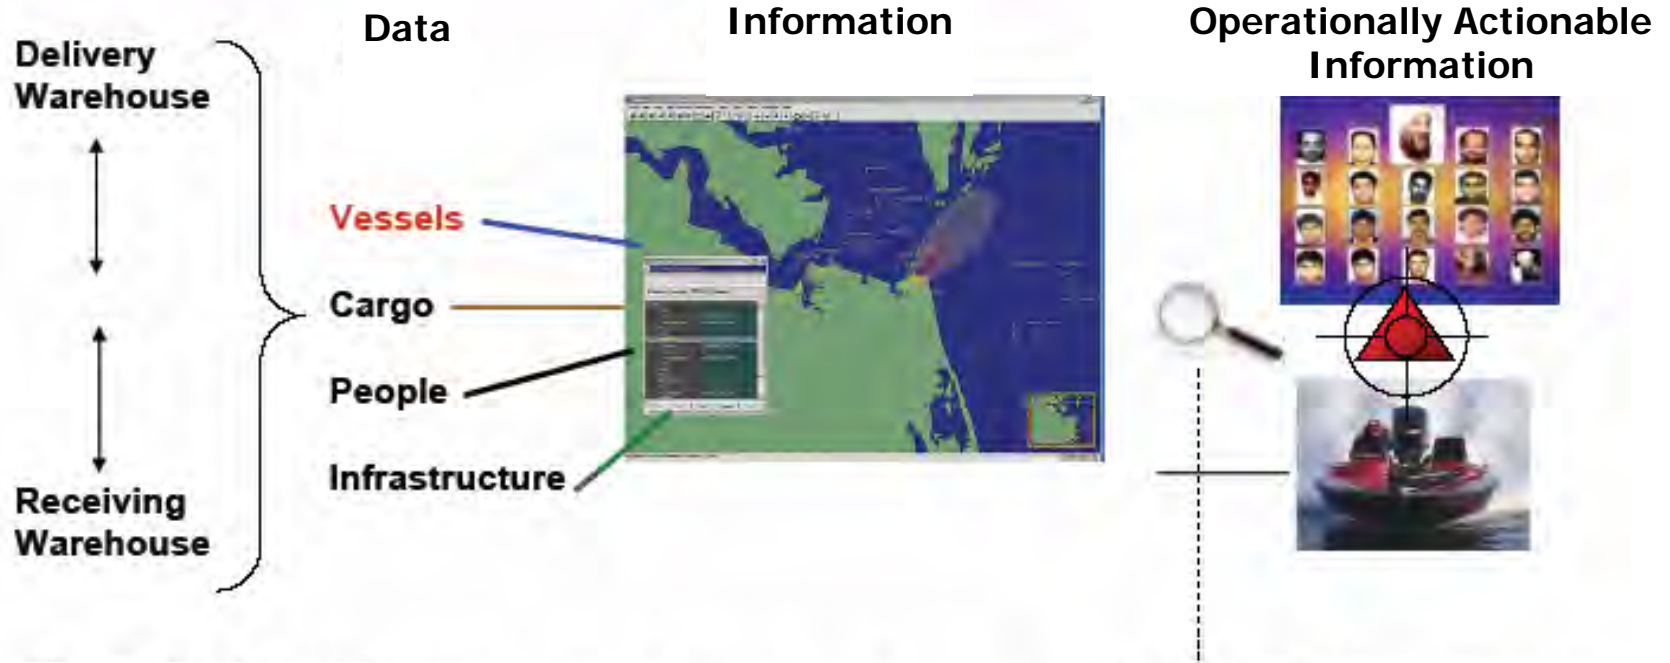 Data
Information
Operationally Actionable
Information
Delivery
Warehouse
Vessels
Cargo
People
Infrastructure
Receiving
Warehouse